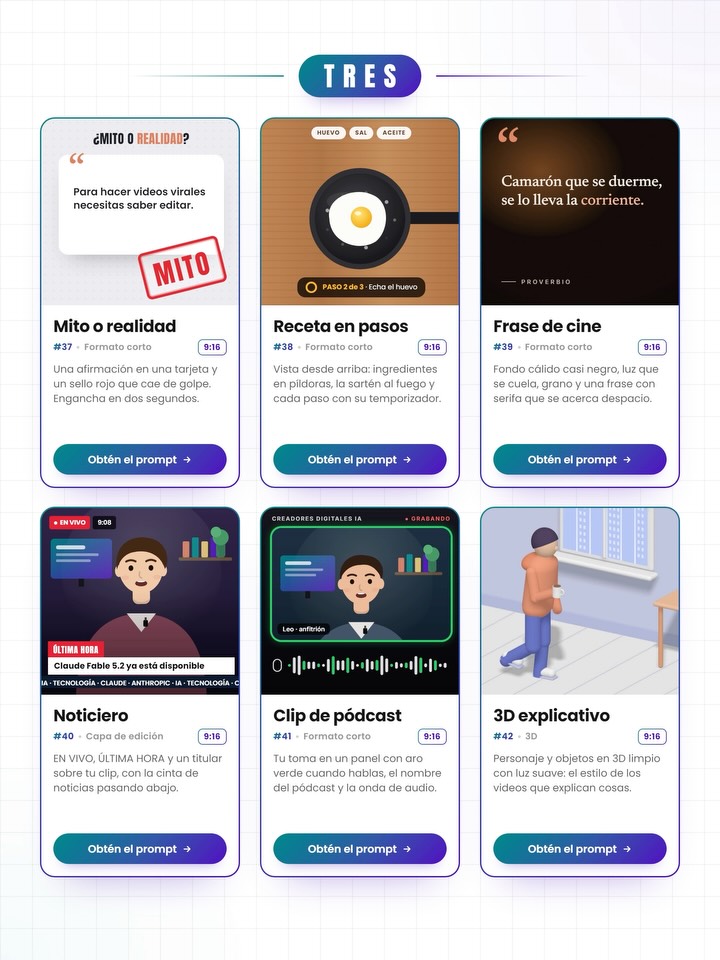 TRES
¿MITO O REALIDAD?
“
Para hacer videos virales
necesitas saber editar.
MITO
Mito o realidad
#37 • Formato corto 9:16
Una afirmación en una tarjeta y
un sello rojo que cae de golpe.
Engancha en dos segundos.
Obtén el prompt →
HUEVO SAL ACEITE
PASO 2 de 3 · Echa el huevo
Receta en pasos
#38 • Formato corto 9:16
Vista desde arriba: ingredientes
en píldoras, la sartén al fuego y
cada paso con su temporizador.
Obtén el prompt →
“
Camarón que se duerme,
se lo lleva la corriente.
PROVERBIO
Frase de cine
#39 • Formato corto 9:16
Fondo cálido casi negro, luz que
se cuela, grano y una frase con
serifa que se acerca despacio.
Obtén el prompt →
EN VIVO 9:08
ÚLTIMA HORA
Claude Fable 5.2 ya está disponible
IA · TECNOLOGÍA · CLAUDE · ANTHROPIC · IA · TECNOLOGÍA · C
Noticiero
#40 • Capa de edición 9:16
EN VIVO, ÚLTIMA HORA y un titular
sobre tu clip, con la cinta de
noticias pasando abajo.
Obtén el prompt →
CREADORES DIGITALES IA • GRABANDO
Leo · anfitrión
Clip de pódcast
#41 • Formato corto 9:16
Tu toma en un panel con aro
verde cuando hablas, el nombre
del pódcast y la onda de audio.
Obtén el prompt →
3D explicativo
#42 • 3D 9:16
Personaje y objetos en 3D limpio
con luz suave: el estilo de los
videos que explican cosas.
Obtén el prompt →